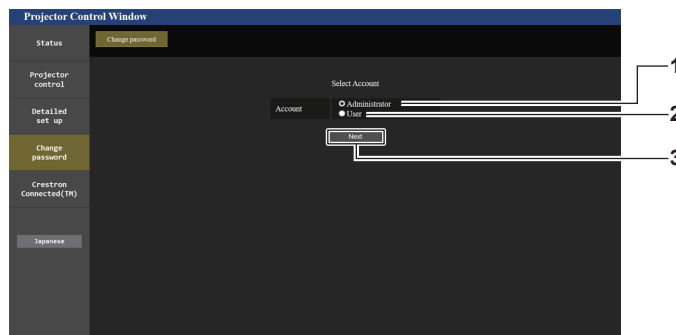 Projector Control Window
Status
Change password
Projector
control
Select Account
Account
Administrator
User
Next
Detailed
set up
Change
password
Crestron
Connected(TM)
Japanese
1
2
3